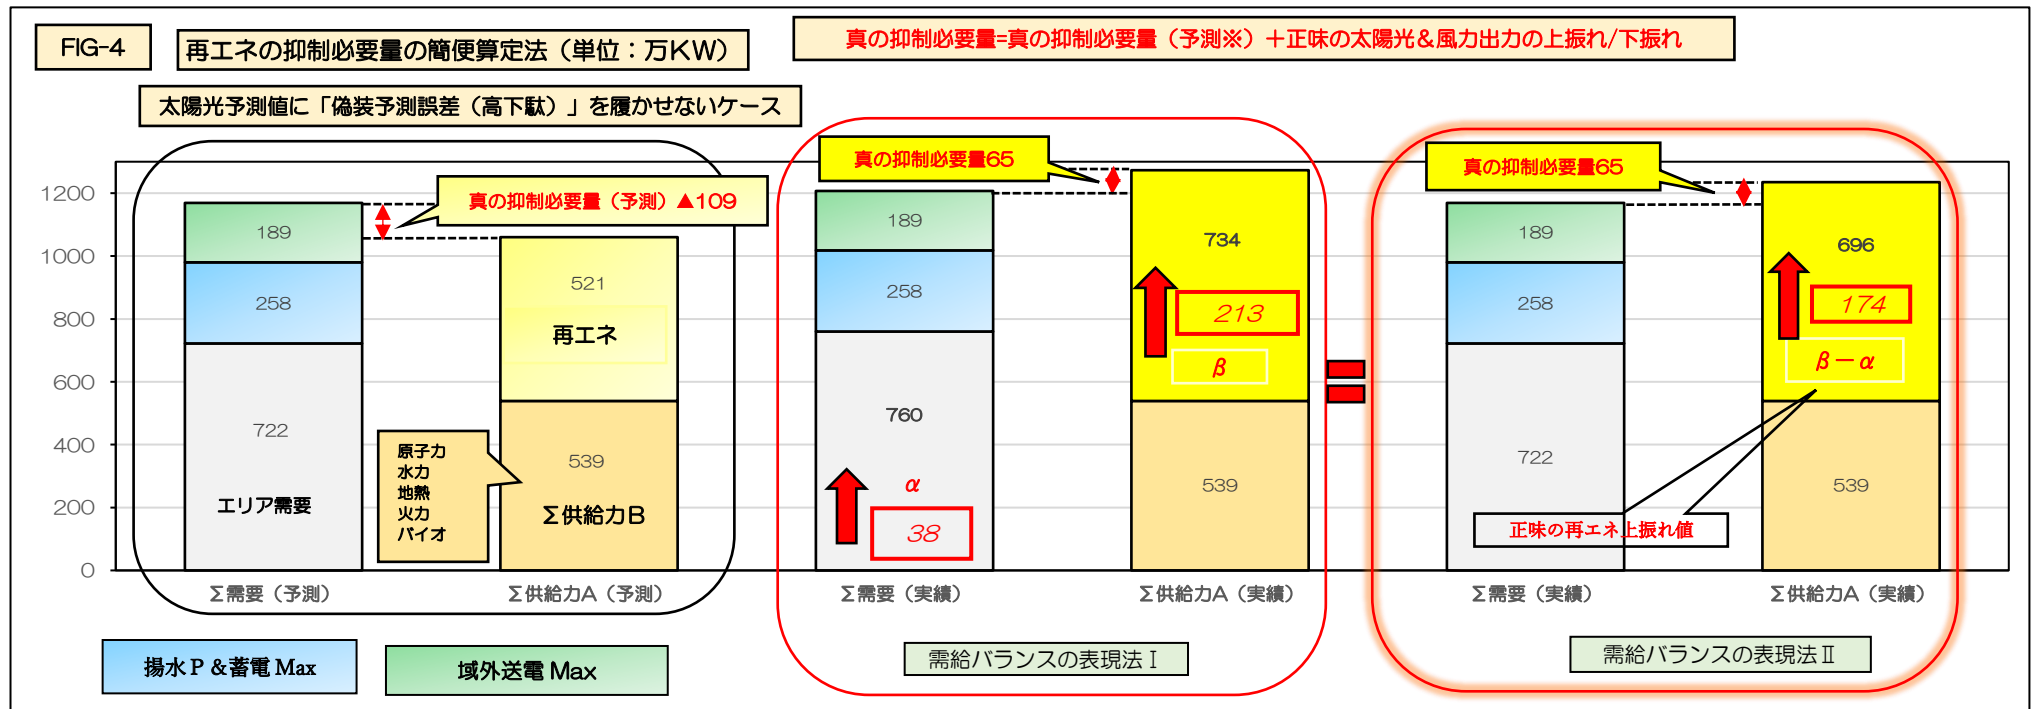 FIG-4
再エネの抑制必要量の簡便算定法（単位：万KW）
真の抑制必要量=真の抑制必要量（予測※）＋正味の太陽光＆風力出力の上振れ/下振れ
太陽光予測値に「偽装予測誤差（高下駄）」を履かせないケース
真の抑制必要量（予測）▲109
真の抑制必要量65
真の抑制必要量65
1200
1000
800
600
400
200
0
189
258
722
エリア需要
521
再エネ
539
Σ供給力B
原子力
水力
地熱
火力
バイオ
189
258
760
α
38
734
213
β
539
189
258
722
696
174
β－α
539
正味の再エネ上振れ値
Σ需要（予測）
Σ供給力A（予測）
Σ需要（実績）
Σ供給力A（実績）
Σ需要（実績）
Σ供給力A（実績）
揚水P＆蓄電Max
域外送電Max
需給バランスの表現法Ⅰ
需給バランスの表現法Ⅱ